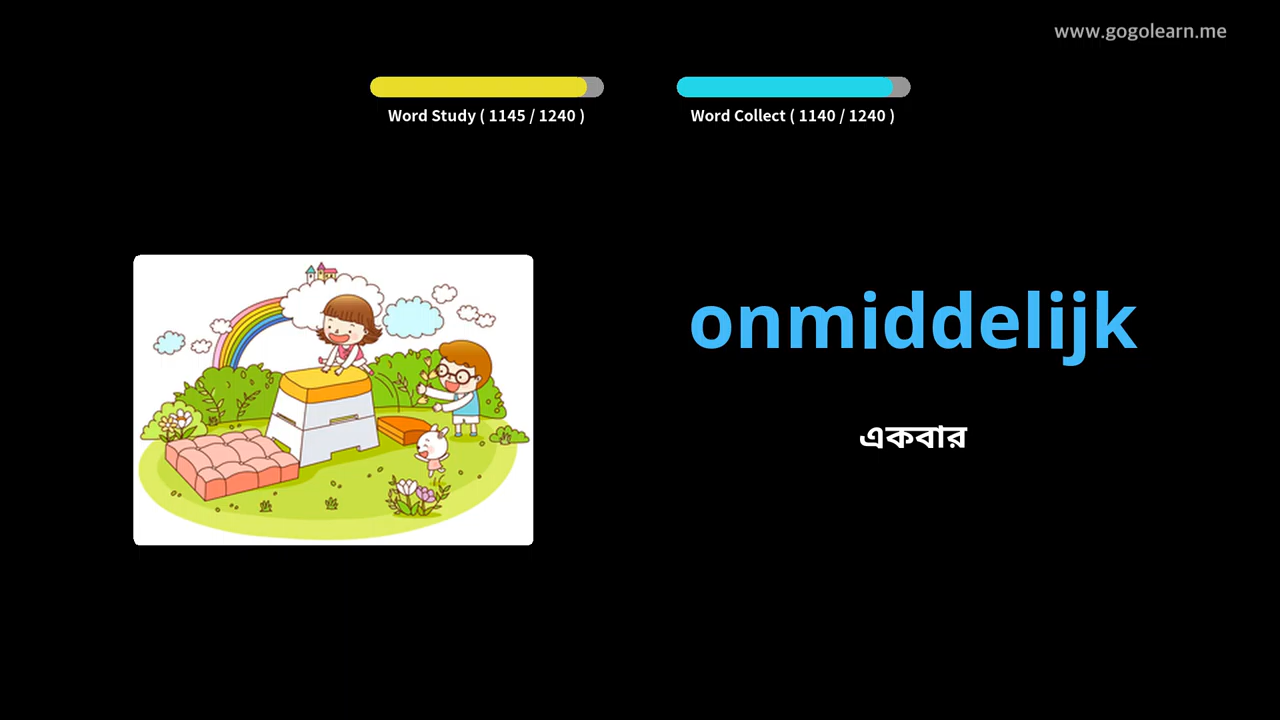 www.gogolearn.me
Word Study ( 1145 / 1240 )
Word Collect ( 1140 / 1240 )
onmiddelijk
একবার